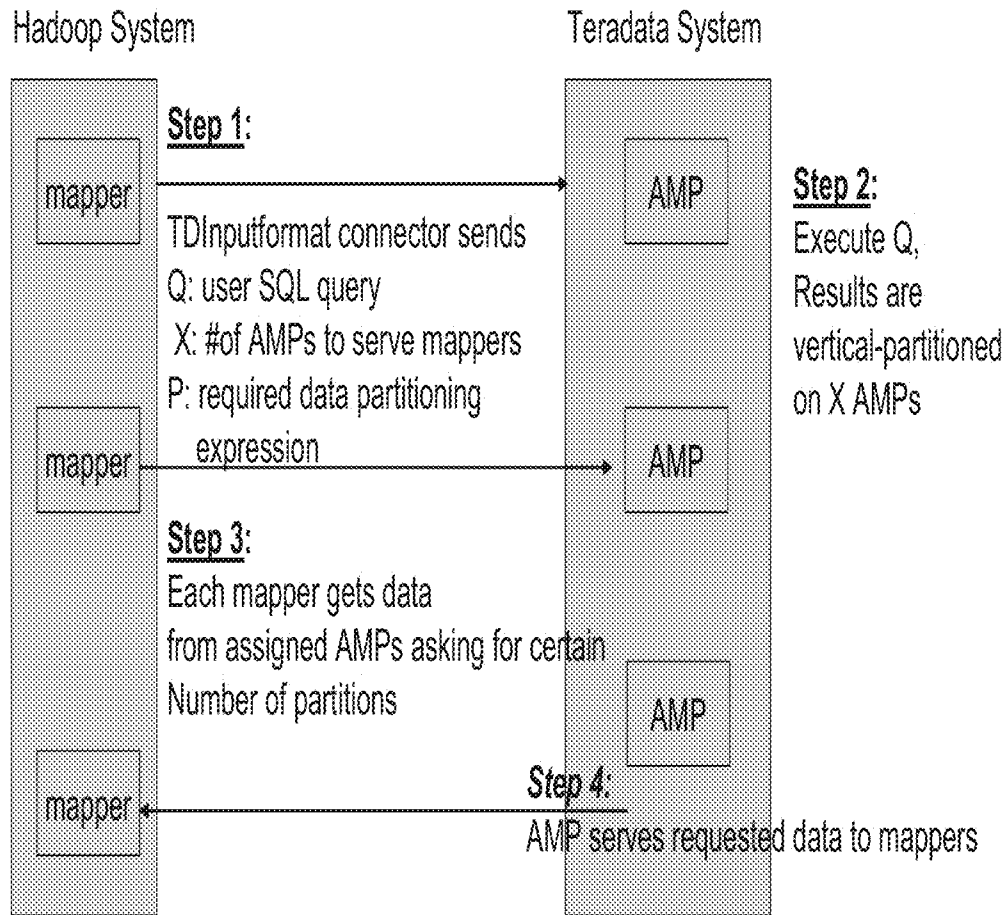 Hadoop System
Teradata System
Step 1:
mapper
AMP
TDInputformat connector sends
Q: user SQL query
X: #of AMPs to serve mappers
P: required data partitioning
expression
Step 2:
Execute Q,
Results are
vertical-partitioned
on X AMPs
mapper
AMP
Step 3:
Each mapper gets data
from assigned AMPs asking for certain
Number of partitions
AMP
mapper
Step 4:
AMP serves requested data to mappers